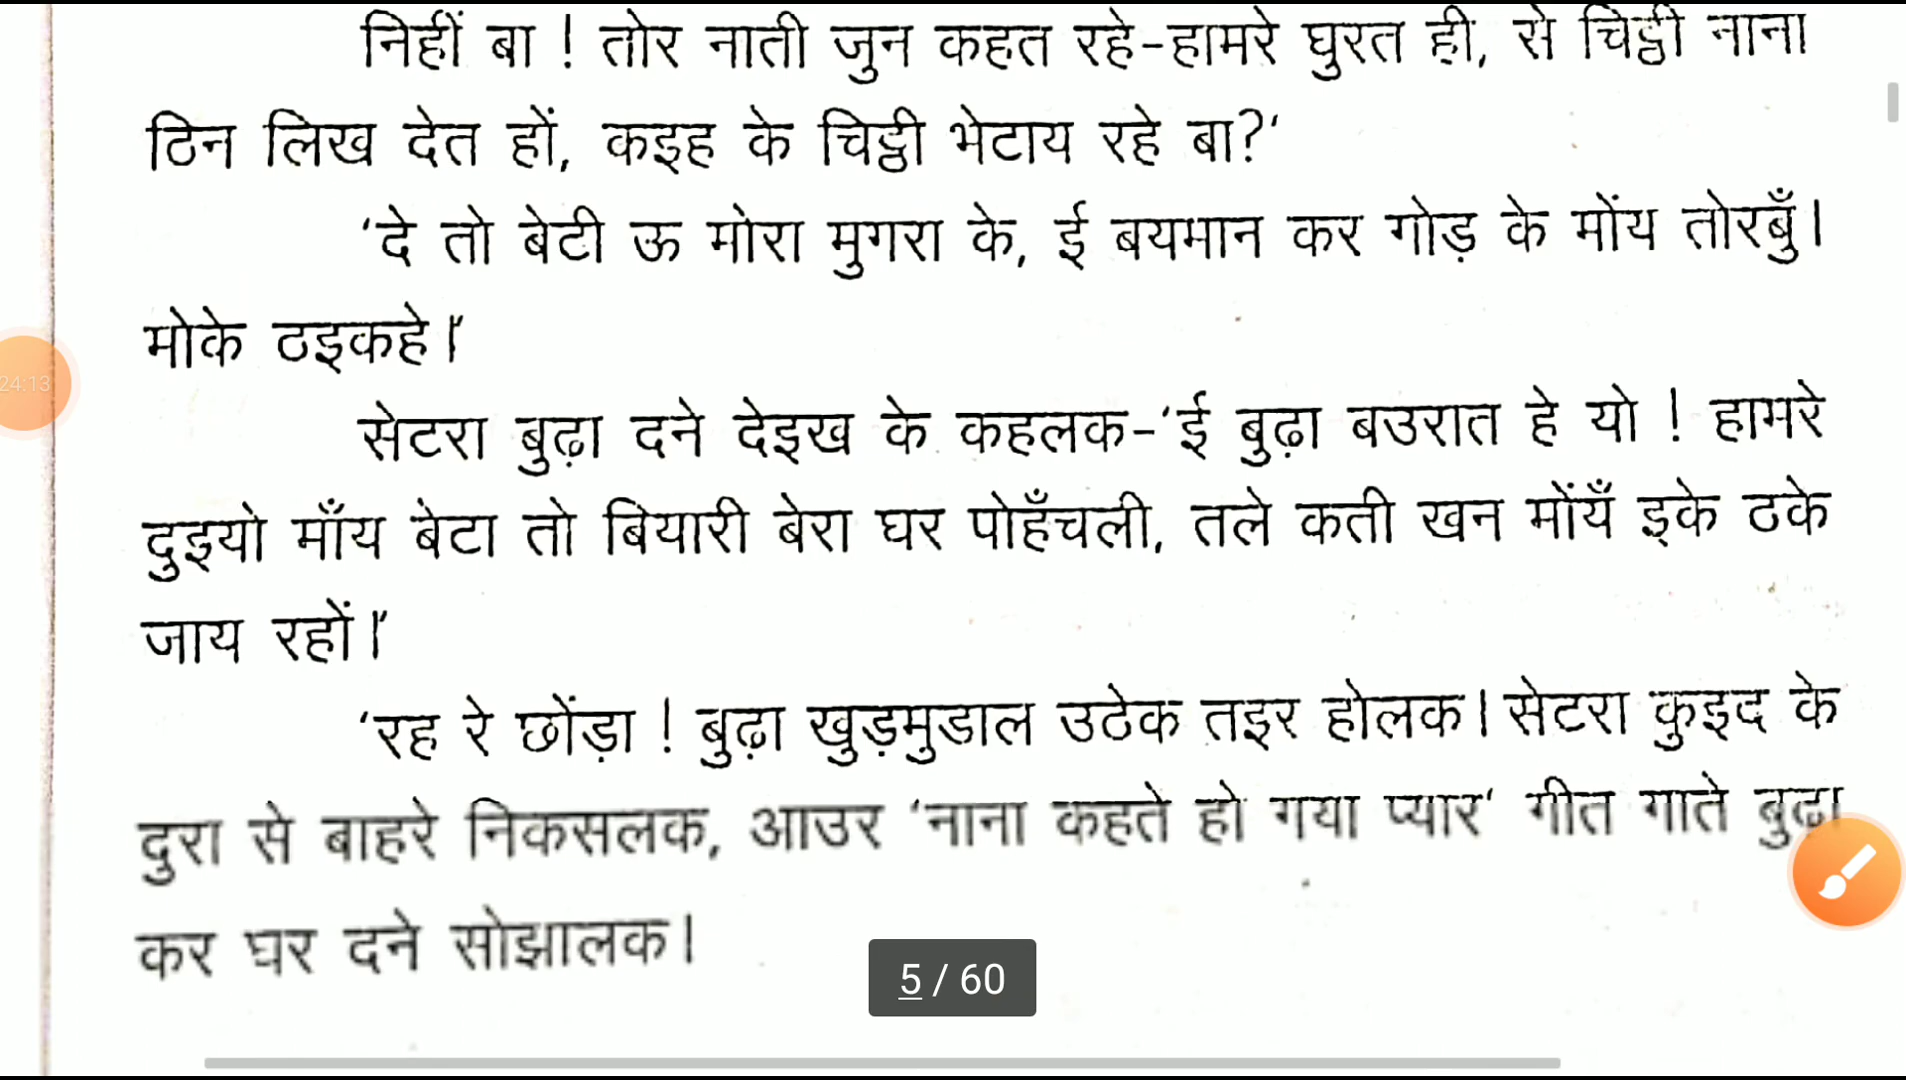 निहीं बा ! तोर नाती जुन कहत रहे-हामरे घुरत ही, से चिट्ठी नाना
ठिन लिख देत हों, कइह के चिट्ठी भेटाय रहे बा?‘
‘दे तो बेटी ऊ मोरा मुगरा के, ई बयमान कर गोड़ के मोंय तोरबुँ।
मोके ठइकहे।’
सेटरा बुढ़ा दने देइख के कहलक-‘ई बुढ़ा बउरात हे यो ! हामरे
दुइयो माँय बेटा तो बियारी बेरा घर पोहँचली, तले कती खन मोंयँ इके ठके
जाय रहों।’
‘रह रे छोंड़ा ! बुढ़ा खुड़मुडाल उठेक तइर होलक। सेटरा कुइद के
दुरा से बाहरे निकसलक, आउर ‘नाना कहते हो गया प्यार‘ गीत गाते बुढ़ा
कर घर दने सोझालक।
24:13
5 / 60